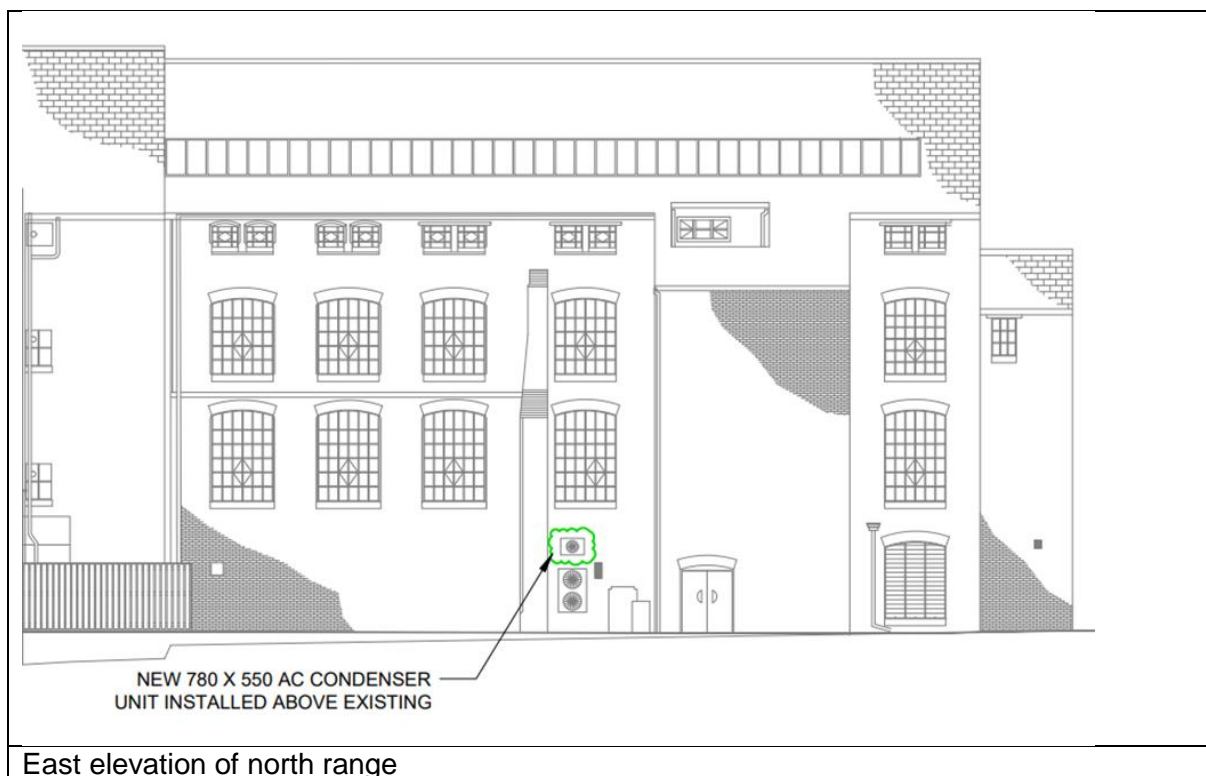 NEW 780 X 550 AC CONDENSER
UNIT INSTALLED ABOVE EXISTING
East elevation of north range